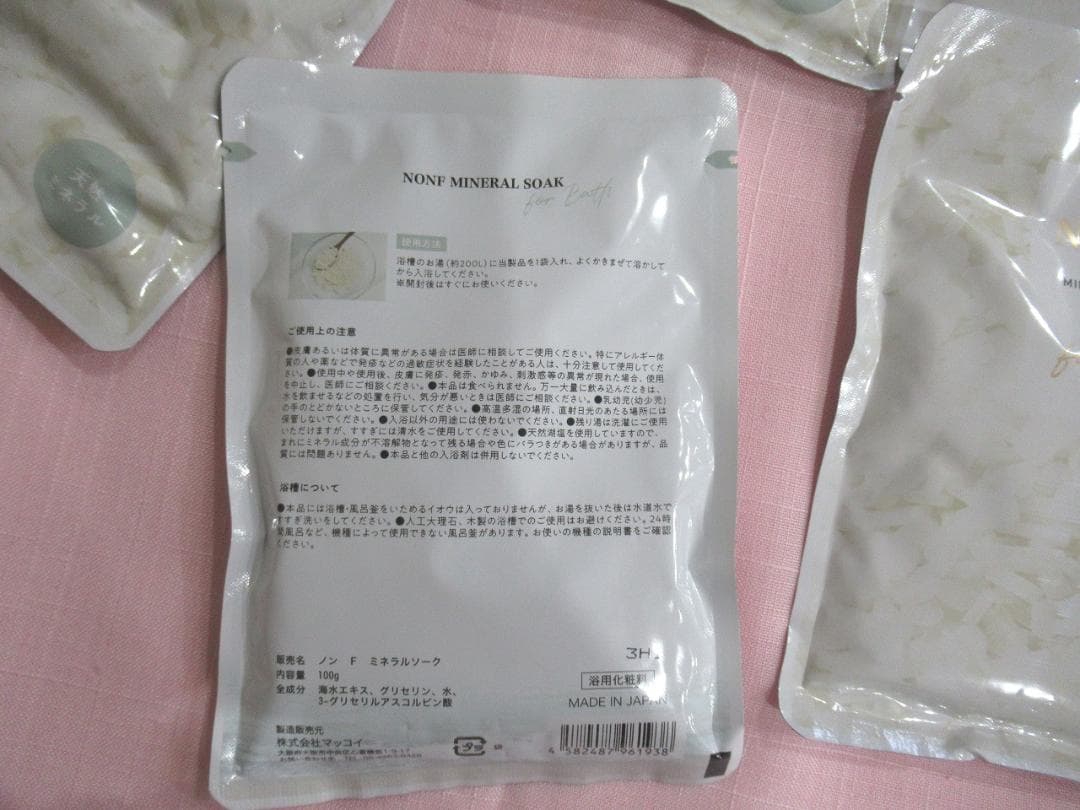 天然
ミネラル
NONF MINERAL SOAK
for Bath
使用方法
浴槽のお湯(約200L)に当製品を1袋入れ、よくかきまぜて溶かして
から入浴してください。
※開封後はすぐにお使いください。
ご使用上の注意
●皮膚あるいは体質に異常がある場合は医師に相談してご使用ください。特にアレルギー体
質の人や薬などで発疹などの過敏症状を経験したことがある人は、十分注意して使用してくだ
さい。●使用中や使用後、皮膚に発疹、発赤、かゆみ、刺激感等の異常が現れた場合、使用
を中止し、医師にご相談ください。●本品は食べられません。万一大量に飲み込んだときは、
水を飲ませるなどの処置を行い、気分が悪いときは医師にご相談ください。●乳幼児(幼少児)
の手のとどかないところに保管してください。●高温多湿の場所、直射日光のあたる場所には
保管しないでください。●入浴以外の用途には使わないでください。●残り湯は洗濯にご使用
いただけますが、すすぎには清水をご使用してください。●天然湖塩を使用していますので、
まれにミネラル成分が不溶解物となって残る場合や色にバラつきがある場合がありますが、品
質には問題ありません。●本品と他の入浴剤は併用しないでください。
浴槽について
●本品には浴槽・風呂釜をいためるイオウは入っておりませんが、お湯を抜いた後は水道水で
すすぎ洗いをしてください。●人工大理石、木製の浴槽でのご使用はお避けください。24時
間風呂など、機種によって使用できない風呂釜があります。お使いの機種の説明書をご確認
ください。
販売名 ノン F ミネラルソーク
内容量 100g
全成分 海水エキス、グリセリン、水、
3-グリセリルアスコルビン酸
3H
浴用化粧料
MADE IN JAPAN
製造販売元
株式会社マッコイ
4 582487 961938